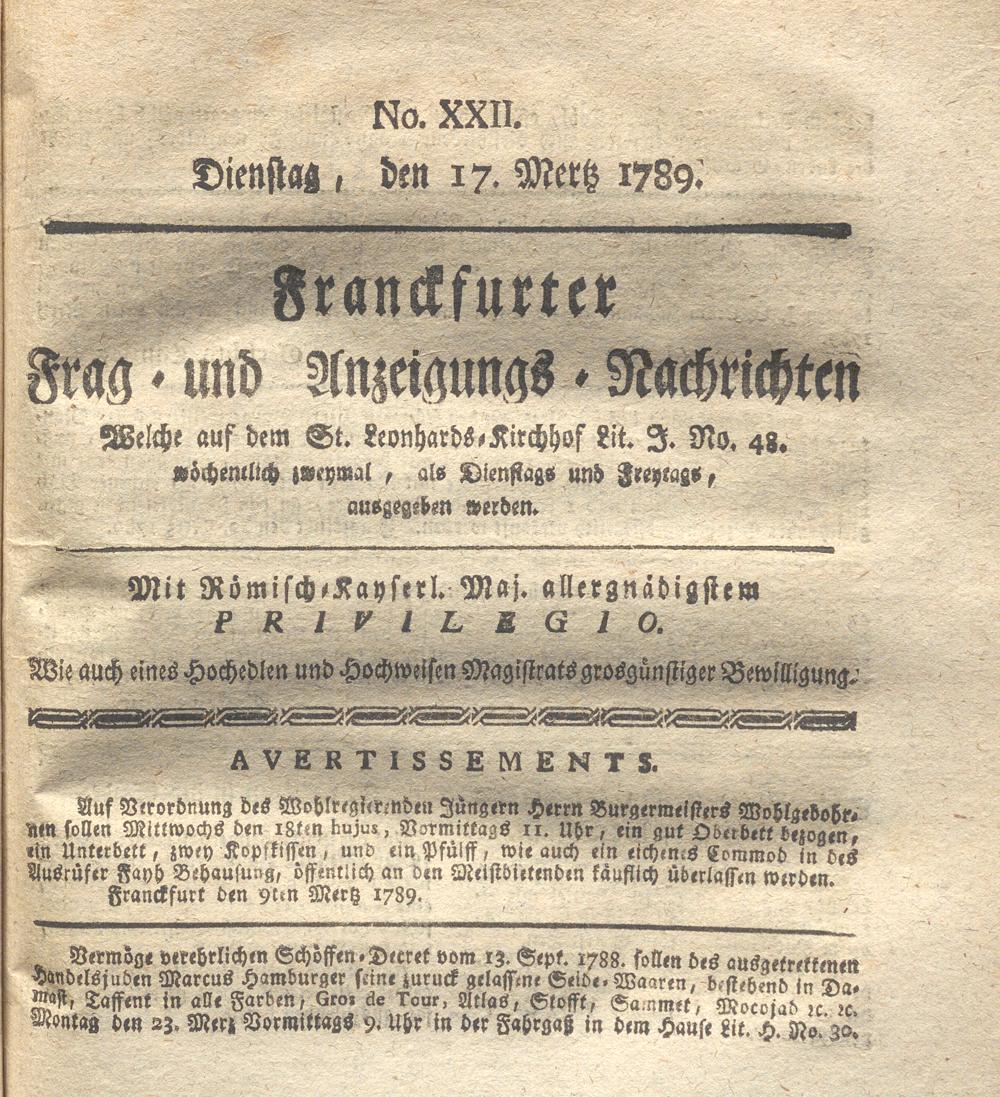 No. XXII.
Dienstag, den 17. Mertz 1789.
Franckfurter
Frag- und Anzeigungs-Nachrichten
Welche auf dem St. Leonhards-Kirchhof Lit. J. No. 48.
wöchentlich zweymal, als Dienstags und Freytags,
ausgegeben werden.
Mit Römisch-Kayserl. Maj. allergnädigstem
PRIVILEGIO.
Wie auch eines Hochedlen und Hochweisen Magistrats grosgünstiger Bewilligung.
AVERTISSEMENTS.
Auf Verordnung des Wohlregierenden Jüngern Herrn Burgermeisters Wohlgebohr-
nen sollen Mittwochs den 18ten hujus, Vormittags 11. Uhr, ein gut Oberbett bezogen,
ein Unterbett, zwey Kopfkissen, und ein Pfülff, wie auch ein eichenes Commod in des
Ausrüfer Fayh Behausung, öffentlich an den Meistbietenden käuflich überlassen werden.
Franckfurt den 9ten Mertz 1789.
Vermöge verehrlichen Schöffen-Decret vom 13. Sept. 1788. sollen des ausgetrettenen
Handelsjuden Marcus Hamburger seine zuruck gelassene Seide-Waaren, bestehend in Da-
mast, Taffent in alle Farben, Gros de Tour, Atlas, Stofft, Sammet, Mocojad ꝛc. ꝛc.
Montag den 23. Merz Vormittags 9. Uhr in der Fahrgaß in dem Hause Lit. H. No. 30.